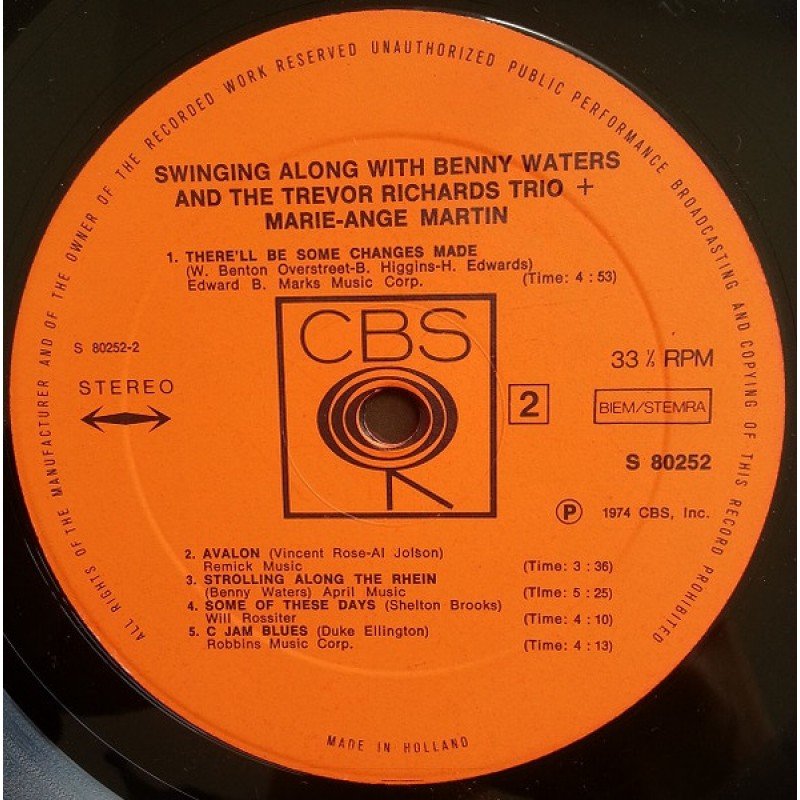 ALL RIGHTS OF THE MANUFACTURER AND OF THE OWNER OF THE RECORDED WORK RESERVED UNAUTHORIZED PUBLIC PERFORMANCE BROADCASTING AND COPYING OF THIS RECORD PROHIBITED
SWINGING ALONG WITH BENNY WATERS
AND THE TREVOR RICHARDS TRIO +
MARIE-ANGE MARTIN
1. THERE'LL BE SOME CHANGES MADE
(W. Benton Overstreet-B. Higgins-H. Edwards)
Edward B. Marks Music Corp. (Time: 4 : 53)
CBS
S 80252-2
STEREO
33 ⅓ RPM
2
BIEM/STEMRA
S 80252
Ⓟ 1974 CBS, Inc.
2. AVALON (Vincent Rose-Al Jolson)
Remick Music (Time: 3 : 36)
3. STROLLING ALONG THE RHEIN
(Benny Waters) April Music (Time: 5 : 25)
4. SOME OF THESE DAYS (Shelton Brooks)
Will Rossiter (Time: 4 : 10)
5. C JAM BLUES (Duke Ellington)
Robbins Music Corp. (Time: 4 : 13)
MADE IN HOLLAND